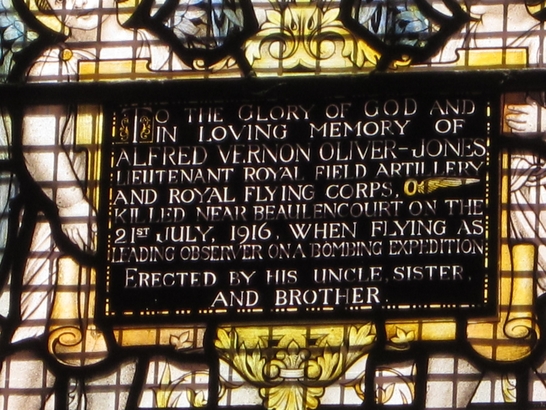 TO THE GLORY OF GOD AND
IN LOVING MEMORY OF
ALFRED VERNON OLIVER-JONES
LIEUTENANT ROYAL FIELD ARTILLERY
AND ROYAL FLYING CORPS.
KILLED NEAR BEAULENCOURT ON THE
21ST JULY, 1916, WHEN FLYING AS
LEADING OBSERVER ON A BOMBING EXPEDITION
ERECTED BY HIS UNCLE, SISTER,
AND BROTHER.